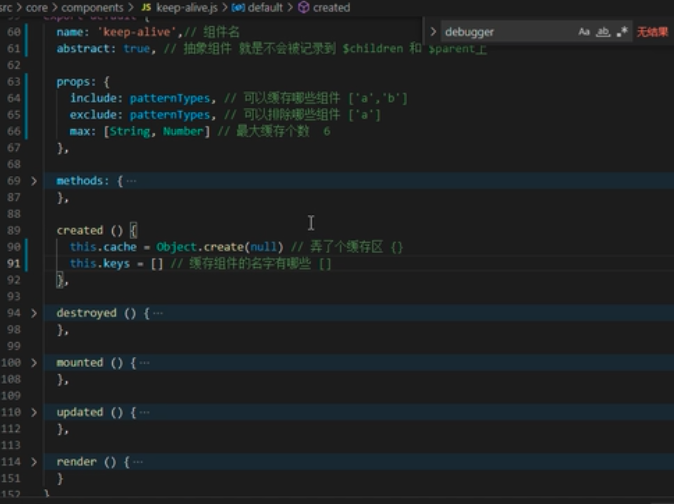 src > core > components > JS keep-alive.js > default > created
export default {
60 name: 'keep-alive',// 组件名
debugger
Aa ab .* 无结果
61 abstract: true, // 抽象组件 就是不会被记录到 $children 和 $parent上
62
63 props: {
64 include: patternTypes, // 可以缓存哪些组件 ['a','b']
65 exclude: patternTypes, // 可以排除哪些组件 ['a']
66 max: [String, Number] // 最大缓存个数 6
67 },
68
69 > methods: {…
87 },
88
89 created () {
90 this.cache = Object.create(null) // 弄了个缓存区 {}
91 this.keys = [] // 缓存组件的名字有哪些 []
92 },
93
94 > destroyed () {…
98 },
99
100 > mounted () {…
108 },
109
110 > updated () {…
112 },
113
114 > render () {…
151 }
152 }